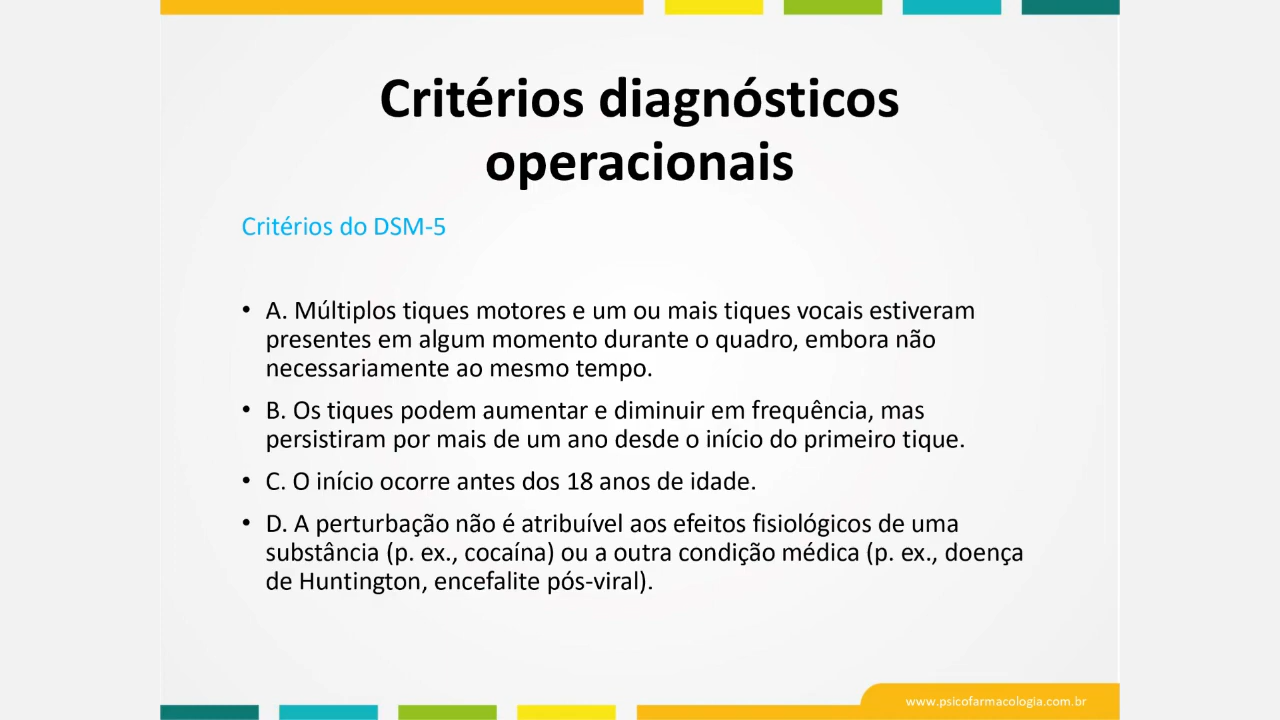 Critérios diagnósticos
operacionais
Critérios do DSM-5
• A. Múltiplos tiques motores e um ou mais tiques vocais estiveram
presentes em algum momento durante o quadro, embora não
necessariamente ao mesmo tempo.
• B. Os tiques podem aumentar e diminuir em frequência, mas
persistiram por mais de um ano desde o início do primeiro tique.
• C. O início ocorre antes dos 18 anos de idade.
• D. A perturbação não é atribuível aos efeitos fisiológicos de uma
substância (p. ex., cocaína) ou a outra condição médica (p. ex., doença
de Huntington, encefalite pós-viral).
www.psicofarmacologia.com.br